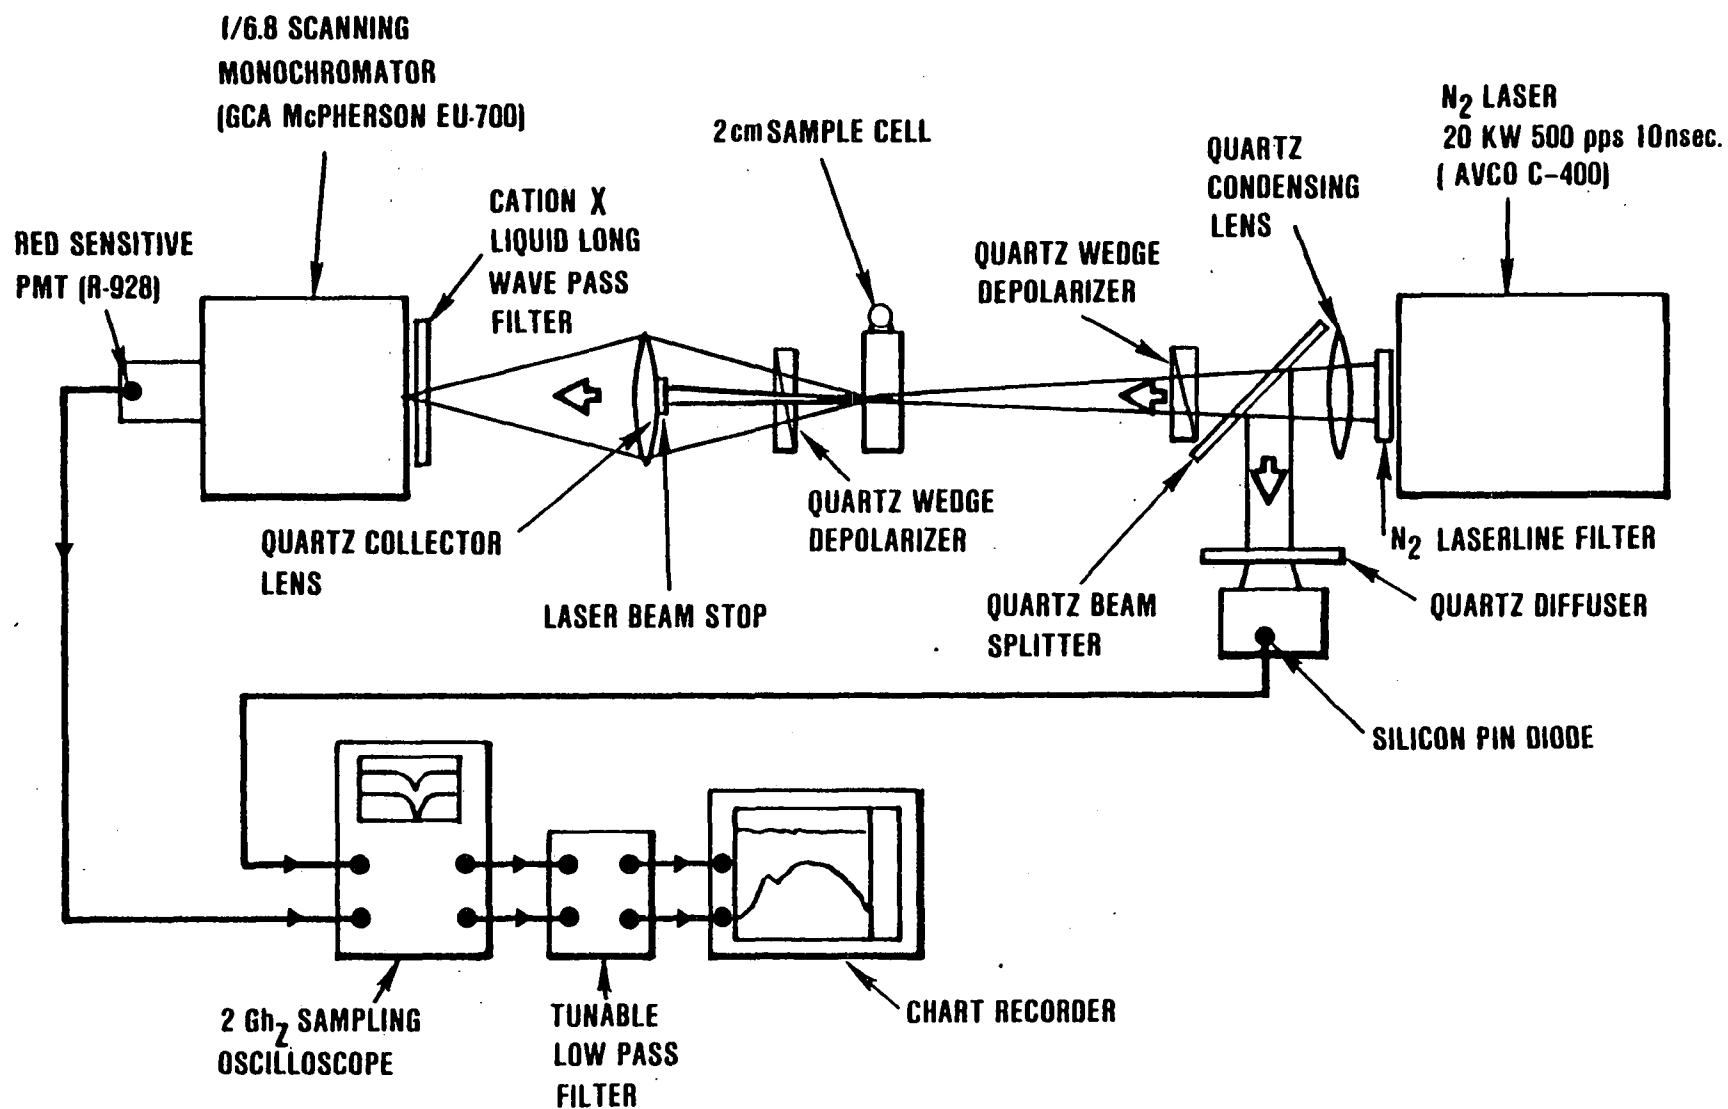 f/6.8 SCANNING
MONOCHROMATOR
(GCA McPHERSON EU-700)
RED SENSITIVE
PMT (R-928)
CATION X
LIQUID LONG
WAVE PASS
FILTER
2cm SAMPLE CELL
QUARTZ WEDGE
DEPOLARIZER
QUARTZ
CONDENSING
LENS
N2 LASER
20 KW 500 pps 10nsec.
( AVCO C-400)
QUARTZ COLLECTOR
LENS
LASER BEAM STOP
QUARTZ WEDGE
DEPOLARIZER
QUARTZ BEAM
SPLITTER
N2 LASERLINE FILTER
QUARTZ DIFFUSER
SILICON PIN DIODE
2 GhZ SAMPLING
OSCILLOSCOPE
TUNABLE
LOW PASS
FILTER
CHART RECORDER